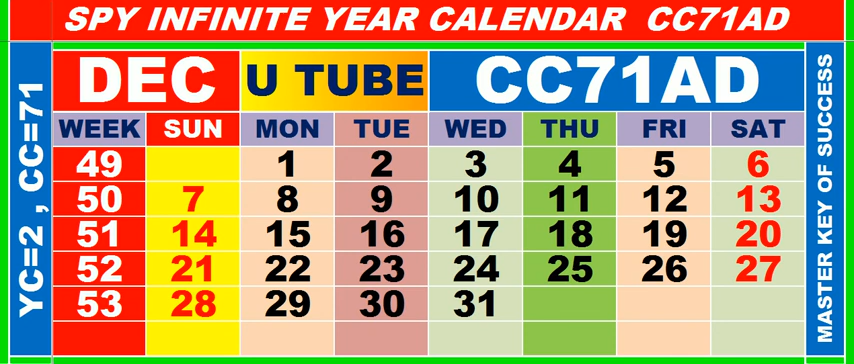 SPY INFINITE YEAR CALENDAR CC71AD
YC=2 , CC=71
DEC U TUBE CC71AD
WEEK SUN MON TUE WED THU FRI SAT
49 1 2 3 4 5 6
50 7 8 9 10 11 12 13
51 14 15 16 17 18 19 20
52 21 22 23 24 25 26 27
53 28 29 30 31
MASTER KEY OF SUCCESS